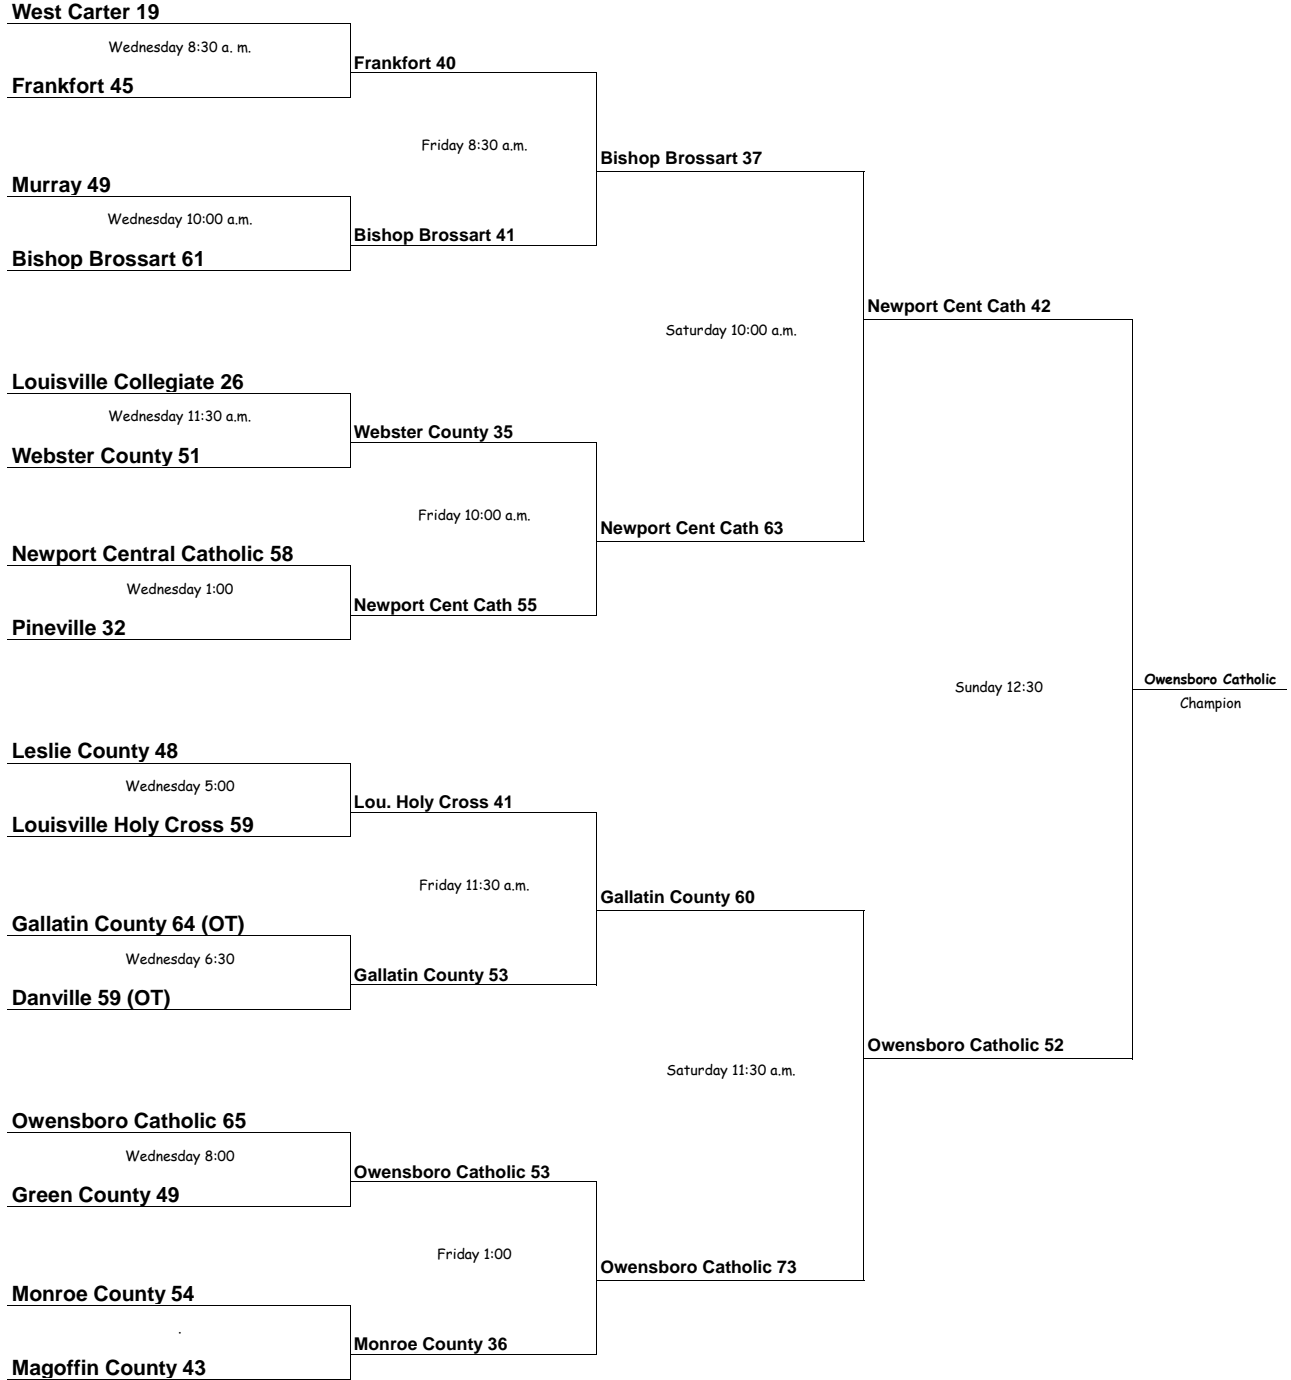 West Carter 19
Wednesday 8:30 a. m.
Frankfort 40
Frankfort 45
Friday 8:30 a.m.
Bishop Brossart 37
Murray 49
Wednesday 10:00 a.m.
Bishop Brossart 41
Bishop Brossart 61
Newport Cent Cath 42
Saturday 10:00 a.m.
Louisville Collegiate 26
Wednesday 11:30 a.m.
Webster County 35
Webster County 51
Friday 10:00 a.m.
Newport Cent Cath 63
Newport Central Catholic 58
Wednesday 1:00
Newport Cent Cath 55
Pineville 32
Sunday 12:30
Owensboro Catholic
Champion
Leslie County 48
Wednesday 5:00
Lou. Holy Cross 41
Louisville Holy Cross 59
Friday 11:30 a.m.
Gallatin County 60
Gallatin County 64 (OT)
Wednesday 6:30
Gallatin County 53
Danville 59 (OT)
Owensboro Catholic 52
Saturday 11:30 a.m.
Owensboro Catholic 65
Wednesday 8:00
Owensboro Catholic 53
Green County 49
Friday 1:00
Owensboro Catholic 73
Monroe County 54
.
Monroe County 36
Magoffin County 43